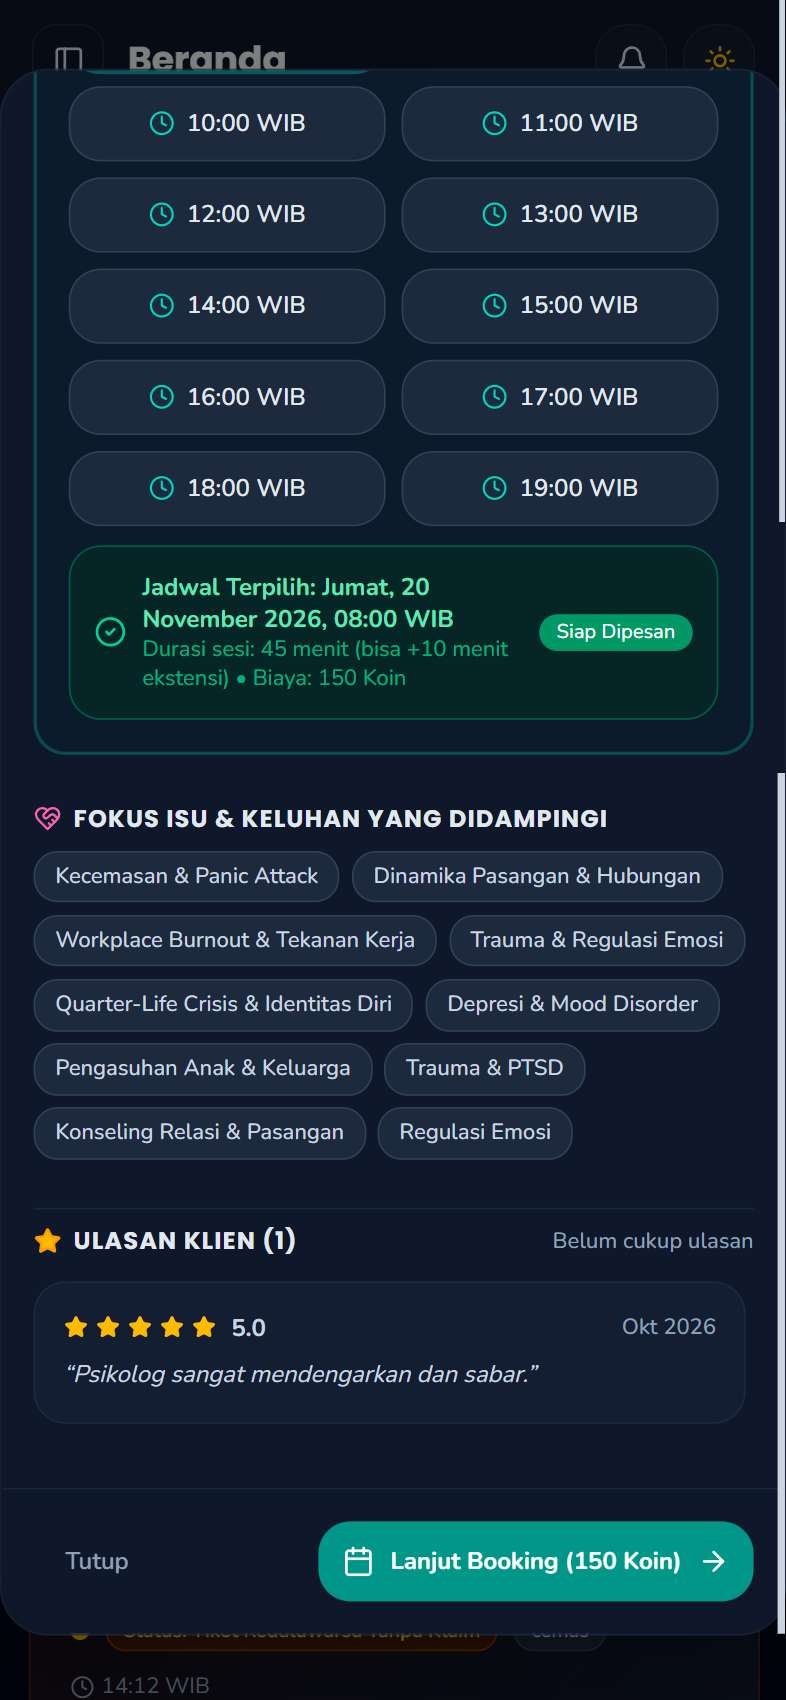 Beranda
10:00 WIB
11:00 WIB
12:00 WIB
13:00 WIB
14:00 WIB
15:00 WIB
16:00 WIB
17:00 WIB
18:00 WIB
19:00 WIB
Jadwal Terpilih: Jumat, 20
November 2026, 08:00 WIB
Durasi sesi: 45 menit (bisa +10 menit
ekstensi) • Biaya: 150 Koin
Siap Dipesan
FOKUS ISU & KELUHAN YANG DIDAMPINGI
Kecemasan & Panic Attack
Dinamika Pasangan & Hubungan
Workplace Burnout & Tekanan Kerja
Trauma & Regulasi Emosi
Quarter-Life Crisis & Identitas Diri
Depresi & Mood Disorder
Pengasuhan Anak & Keluarga
Trauma & PTSD
Konseling Relasi & Pasangan
Regulasi Emosi
ULASAN KLIEN (1)
Belum cukup ulasan
5.0
Okt 2026
“Psikolog sangat mendengarkan dan sabar.”
Tutup
Lanjut Booking (150 Koin)
14:12 WIB